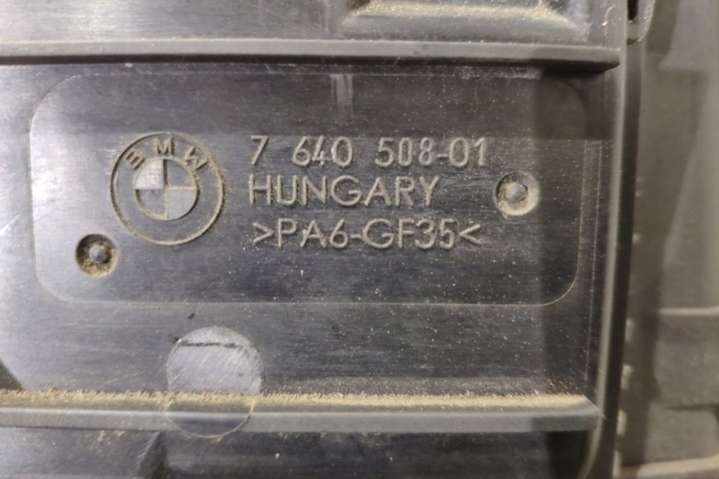 BMW
7 640 508-01
HUNGARY
>PA6-GF35<